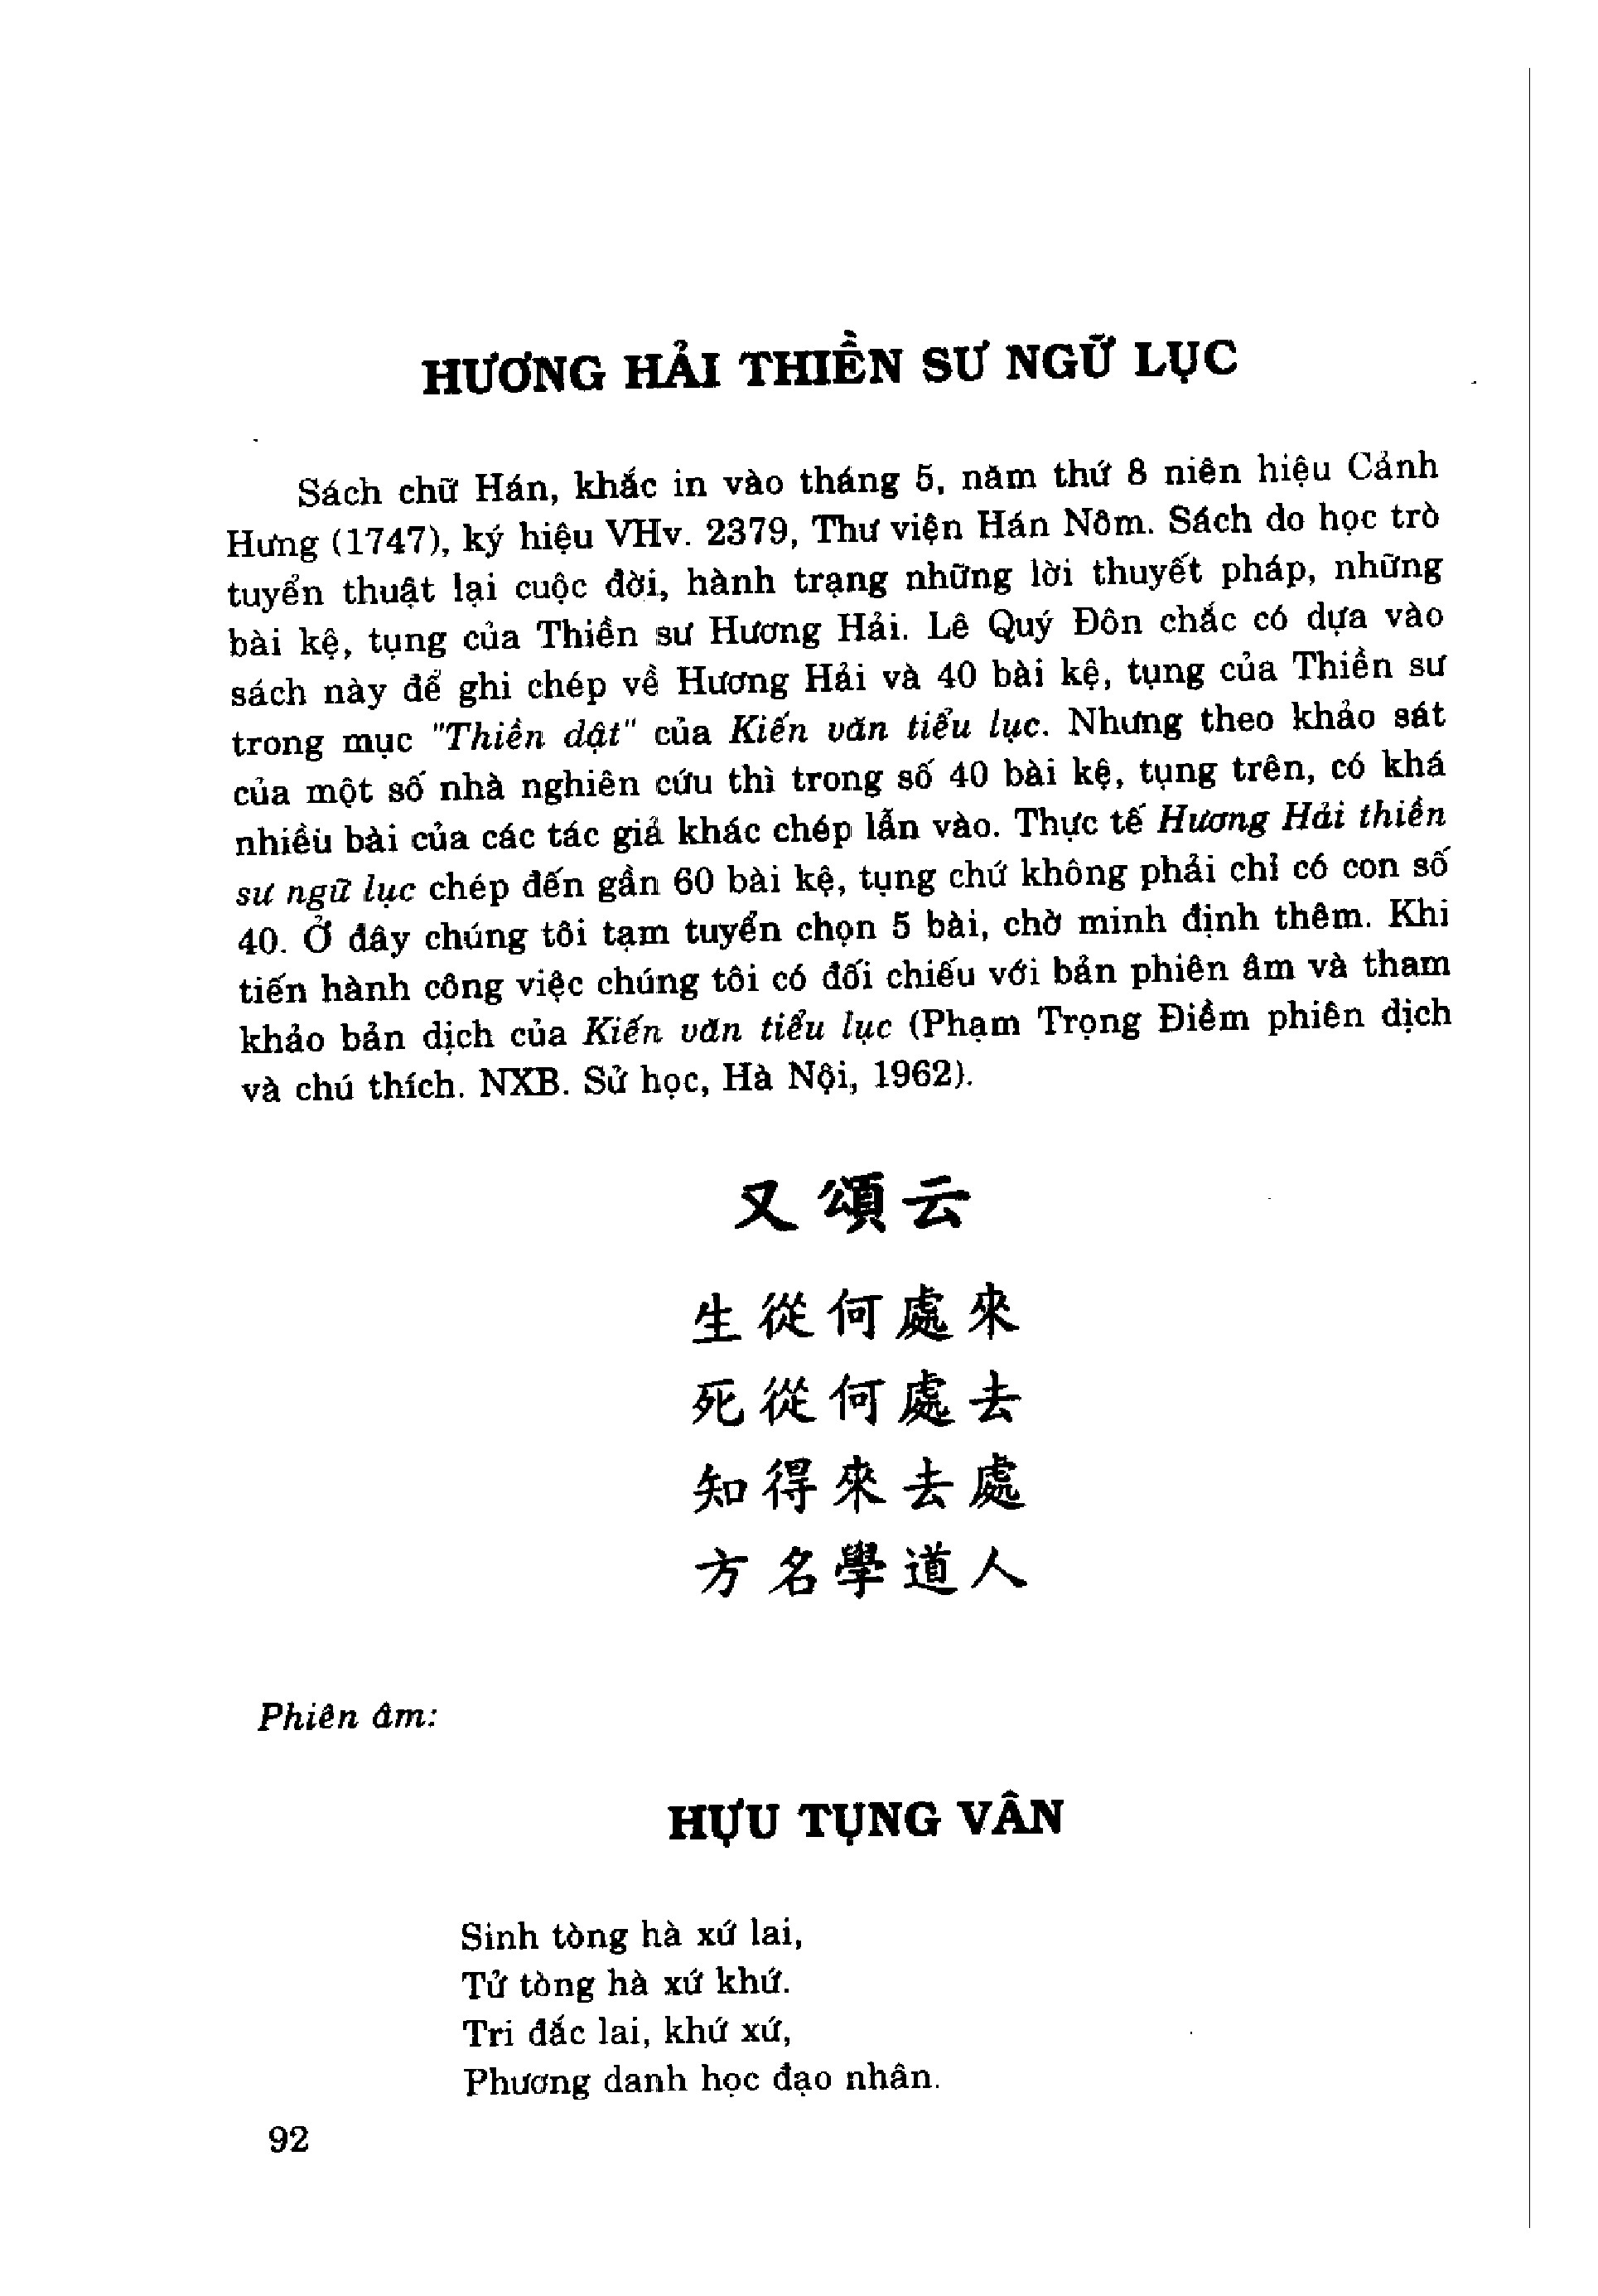 HƯƠNG HẢI THIỀN SƯ NGỮ LỤC
Sách chữ Hán, khắc in vào tháng 5, năm thứ 8 niên hiệu Cảnh
Hưng (1747), ký hiệu VHv. 2379, Thư viện Hán Nôm. Sách do học trò
tuyển thuật lại cuộc đời, hành trạng những lời thuyết pháp, những
bài kệ, tụng của Thiền sư Hương Hải. Lê Quý Đôn chắc có dựa vào
sách này để ghi chép về Hương Hải và 40 bài kệ, tụng của Thiền sư
trong mục "Thiền dật" của Kiến văn tiểu lục. Nhưng theo khảo sát
của một số nhà nghiên cứu thì trong số 40 bài kệ, tụng trên, có khá
nhiều bài của các tác giả khác chép lẫn vào. Thực tế Hương Hải thiền
sư ngữ lục chép đến gần 60 bài kệ, tụng chứ không phải chỉ có con số
40. Ở đây chúng tôi tạm tuyển chọn 5 bài, chờ minh định thêm. Khi
tiến hành công việc chúng tôi có đối chiếu với bản phiên âm và tham
khảo bản dịch của Kiến văn tiểu lục (Phạm Trọng Điềm phiên dịch
và chú thích. NXB. Sử học, Hà Nội, 1962).
又頌云
生從何處來
死從何處去
知得來去處
方名學道人
Phiên âm:
HỰU TỤNG VÂN
Sinh tòng hà xứ lai,
Tử tòng hà xứ khứ.
Tri đắc lai, khứ xứ,
Phương danh học đạo nhân.
92